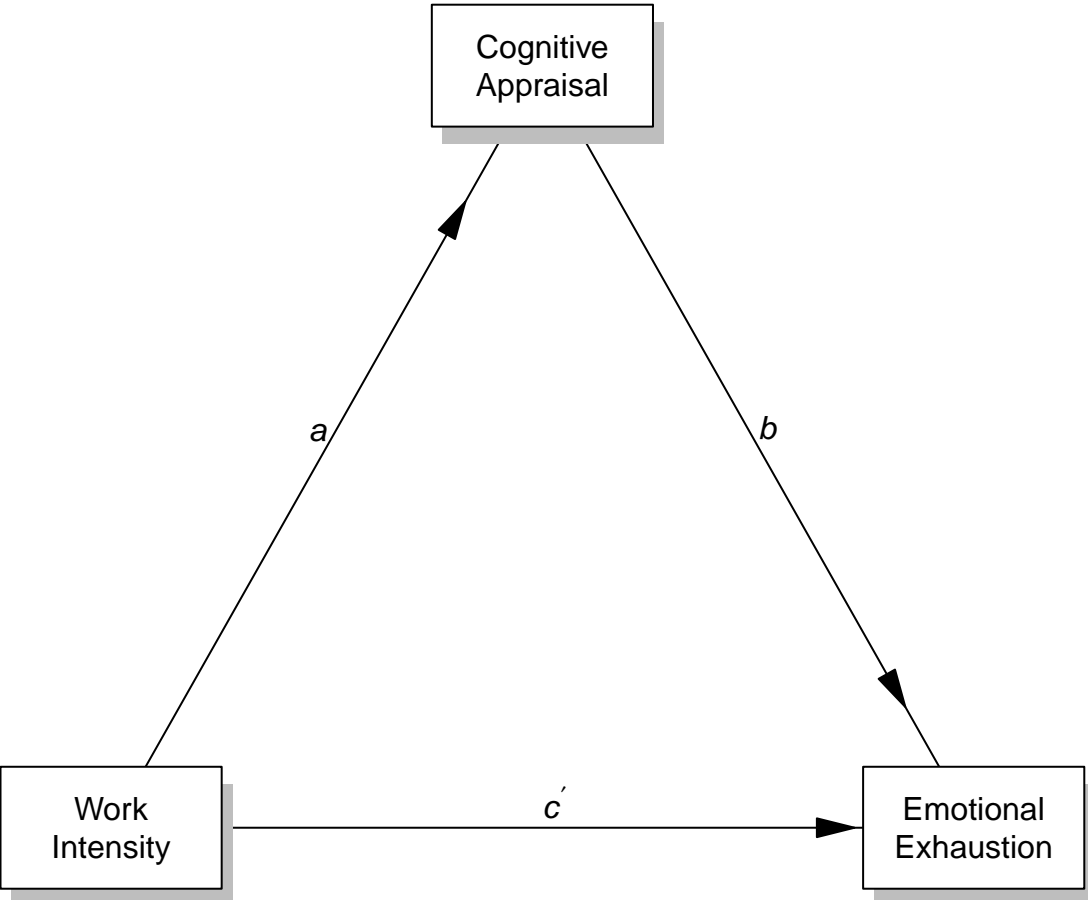 Cognitive
Appraisal
a
b
c′
Work
Intensity
Emotional
Exhaustion